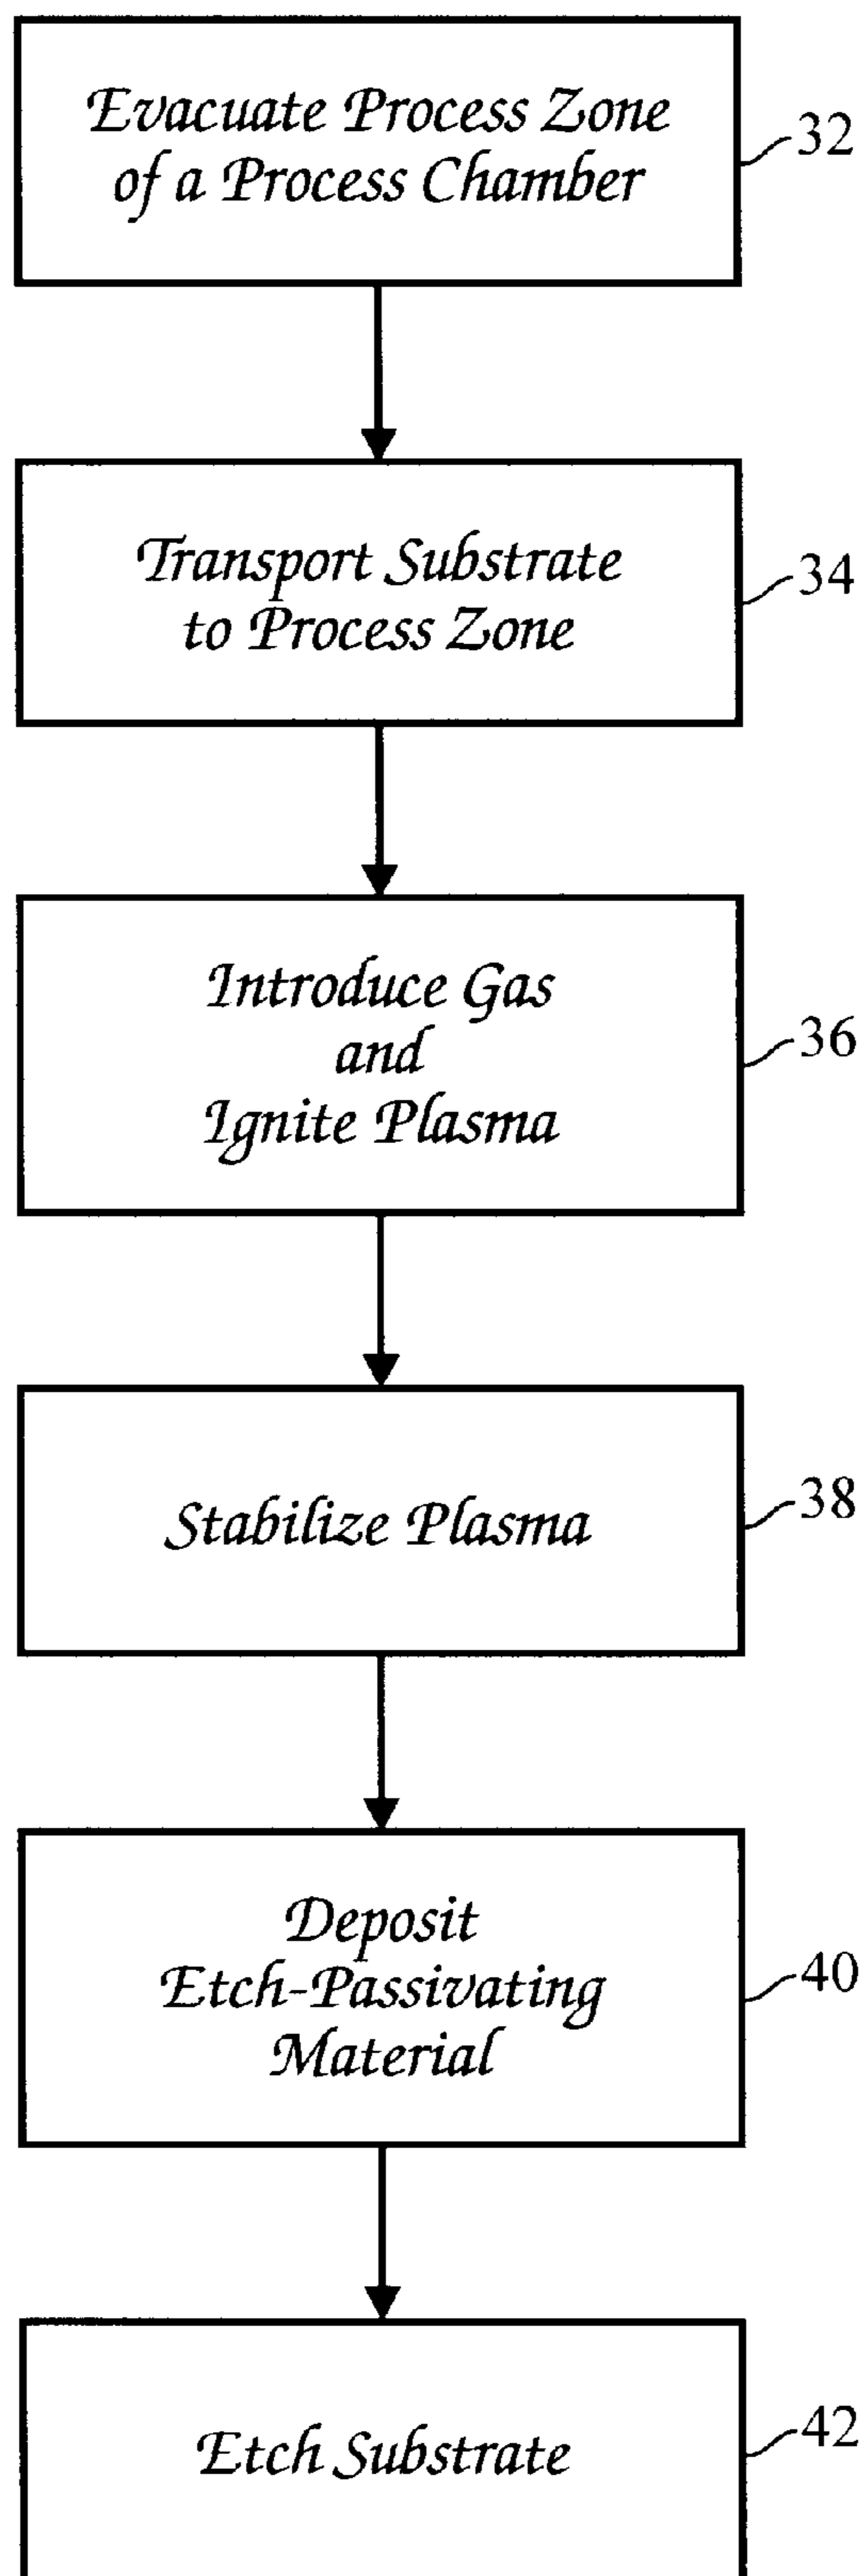 Evacuate Process Zone
of a Process Chamber
32
Transport Substrate
to Process Zone
34
Introduce Gas
and
Ignite Plasma
36
Stabilize Plasma
38
Deposit
Etch-Passivating
Material
40
Etch Substrate
42